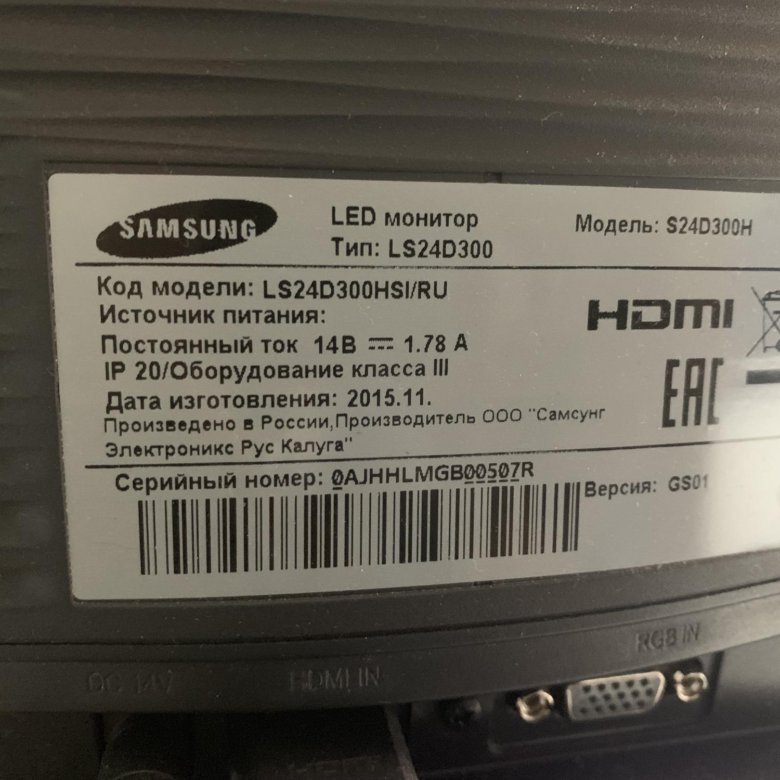 SAMSUNG
LED монитор
Тип: LS24D300
Модель: S24D300H
Код модели: LS24D300HSI/RU
Источник питания:
Постоянный ток 14В ⎓ 1.78 А
IP 20/Оборудование класса III
Дата изготовления: 2015.11.
Произведено в России,Производитель ООО "Самсунг
Электроникс Рус Калуга"
HDMI
EAC
Серийный номер: 0AJHHLMGB00507R
Версия: GS01
DC 14V
HDMI IN
RGB IN